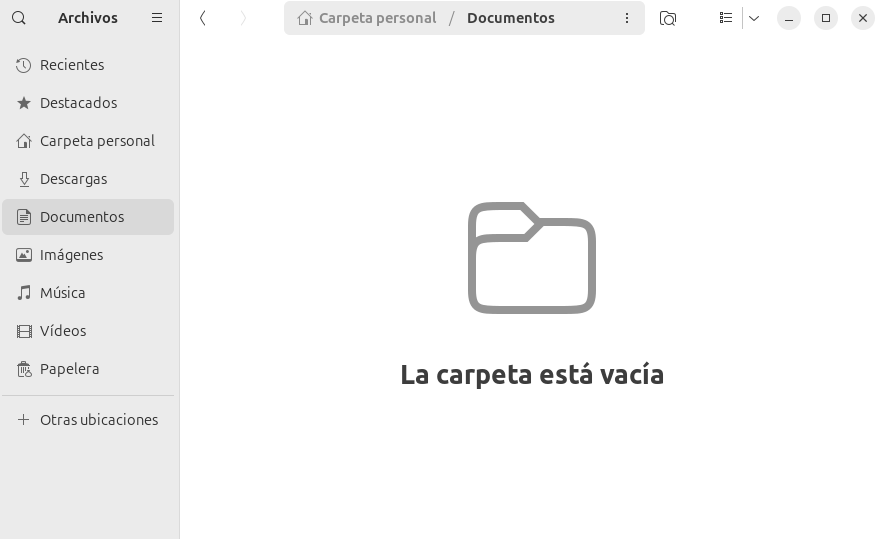 Archivos
Carpeta personal / Documentos
Recientes
Destacados
Carpeta personal
Descargas
Documentos
Imágenes
Música
Vídeos
Papelera
Otras ubicaciones
La carpeta está vacía